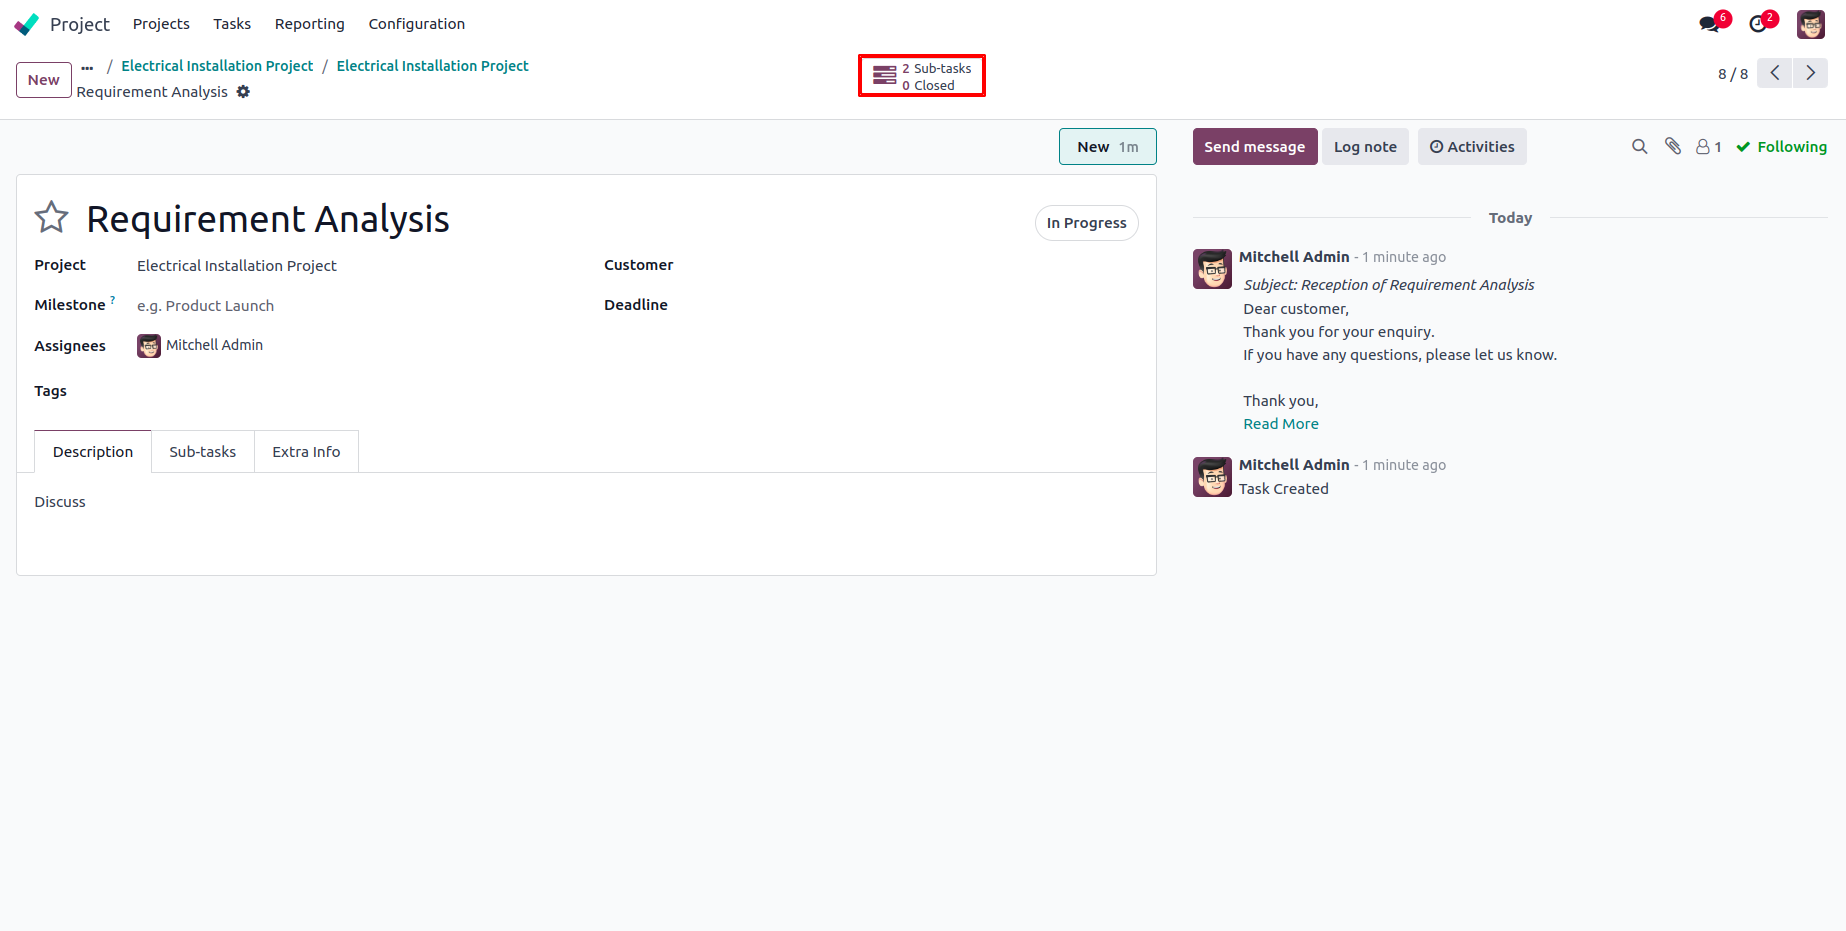 Project Projects Tasks Reporting Configuration 6 2
New ... / Electrical Installation Project / Electrical Installation Project
Requirement Analysis
2 Sub-tasks
0 Closed
8 / 8
New 1m
Send message Log note Activities 1 Following
Requirement Analysis
In Progress
Project Electrical Installation Project
Customer
Milestone ? e.g. Product Launch
Deadline
Assignees Mitchell Admin
Tags
Description Sub-tasks Extra Info
Discuss
Today
Mitchell Admin - 1 minute ago
Subject: Reception of Requirement Analysis
Dear customer,
Thank you for your enquiry.
If you have any questions, please let us know.
Thank you,
Read More
Mitchell Admin - 1 minute ago
Task Created